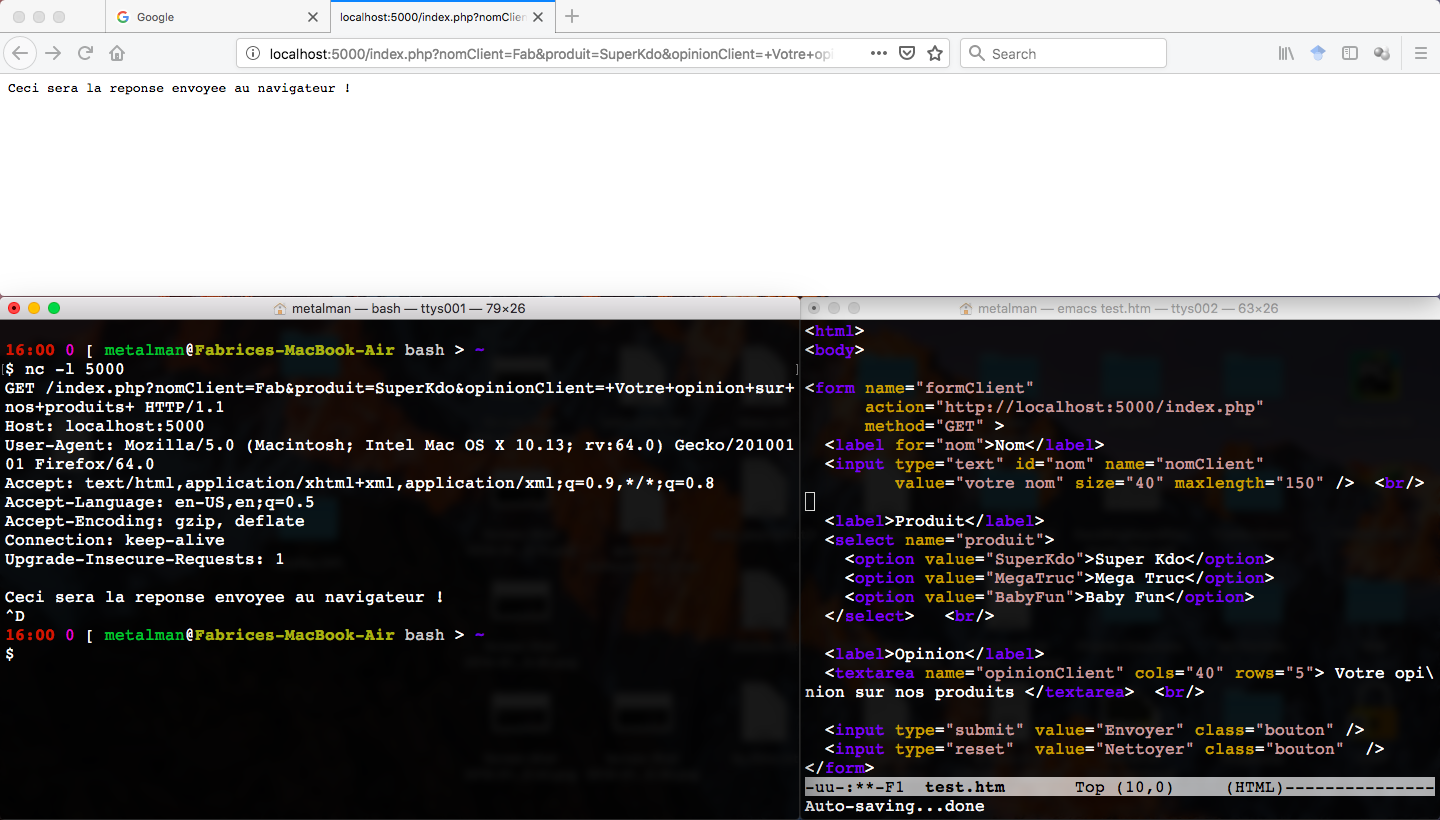 Google
localhost:5000/index.php?nomClien
localhost:5000/index.php?nomClient=Fab&produit=SuperKdo&opinionClient=+Votre+opi
Search
Ceci sera la reponse envoyee au navigateur !
metalman — bash — ttys001 — 79×26
16:00 0 [ metalman@Fabrices-MacBook-Air bash > ~
$ nc -l 5000
GET /index.php?nomClient=Fab&produit=SuperKdo&opinionClient=+Votre+opinion+sur+
nos+produits+ HTTP/1.1
Host: localhost:5000
User-Agent: Mozilla/5.0 (Macintosh; Intel Mac OS X 10.13; rv:64.0) Gecko/201001
01 Firefox/64.0
Accept: text/html,application/xhtml+xml,application/xml;q=0.9,*/*;q=0.8
Accept-Language: en-US,en;q=0.5
Accept-Encoding: gzip, deflate
Connection: keep-alive
Upgrade-Insecure-Requests: 1
Ceci sera la reponse envoyee au navigateur !
^D
16:00 0 [ metalman@Fabrices-MacBook-Air bash > ~
$
metalman — emacs test.htm — ttys002 — 63×26
<html>
<body>
<form name="formClient"
action="http://localhost:5000/index.php"
method="GET" >
<label for="nom">Nom</label>
<input type="text" id="nom" name="nomClient"
value="votre nom" size="40" maxlength="150" /> <br/>
<label>Produit</label>
<select name="produit">
<option value="SuperKdo">Super Kdo</option>
<option value="MegaTruc">Mega Truc</option>
<option value="BabyFun">Baby Fun</option>
</select> <br/>
<label>Opinion</label>
<textarea name="opinionClient" cols="40" rows="5"> Votre opi\
nion sur nos produits </textarea> <br/>
<input type="submit" value="Envoyer" class="bouton" />
<input type="reset" value="Nettoyer" class="bouton" />
</form>
-uu-:**-F1 test.htm Top (10,0) (HTML)---------------
Auto-saving...done